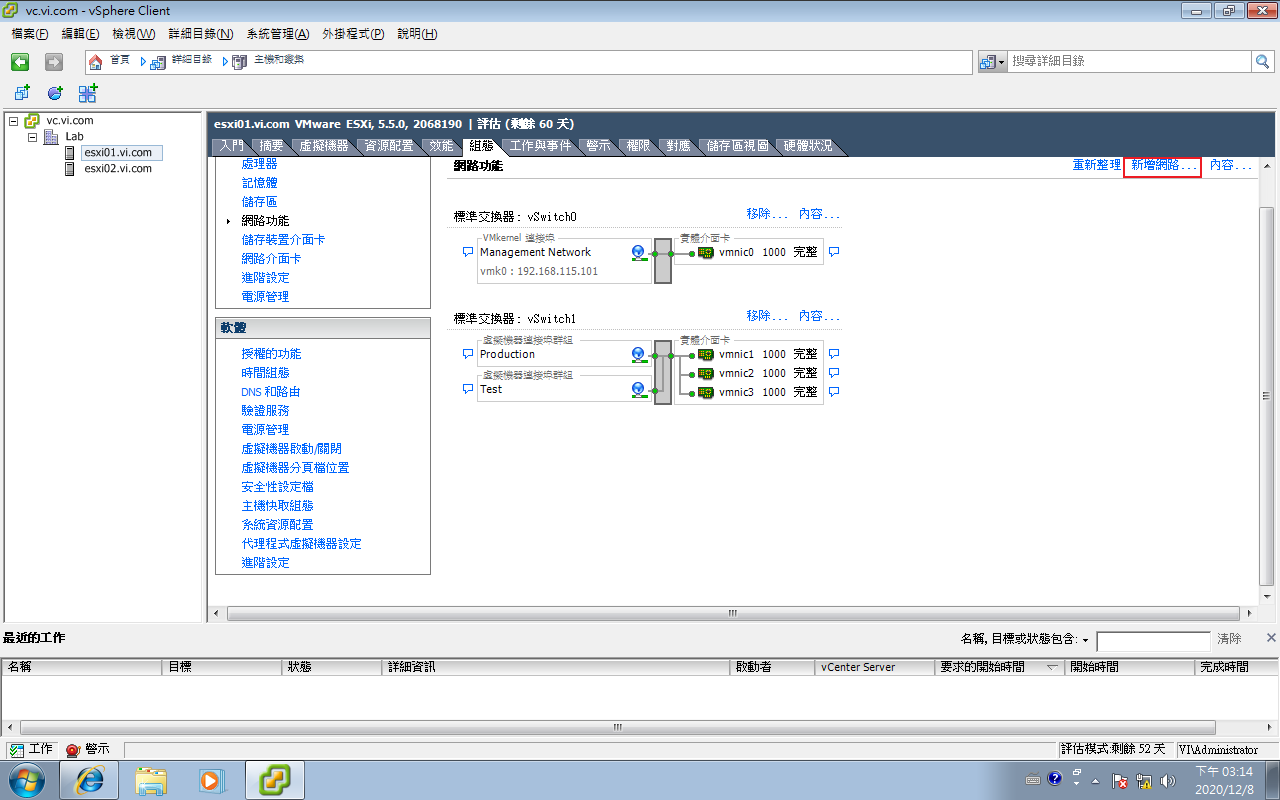 vc.vi.com - vSphere Client
檔案(F) 編輯(E) 檢視(W) 詳細目錄(N) 系統管理(A) 外掛程式(P) 說明(H)
首頁 詳細目錄 主機和叢集 搜尋詳細目錄
vc.vi.com
Lab
esxi01.vi.com
esxi02.vi.com
esxi01.vi.com VMware ESXi, 5.5.0, 2068190 | 評估 (剩餘 60 天)
入門 摘要 虛擬機器 資源配置 效能 組態 工作與事件 警示 權限 對應 儲存區視圖 硬體狀況
處理器
記憶體
儲存區
網路功能
儲存裝置介面卡
網路介面卡
進階設定
電源管理
軟體
授權的功能
時間組態
DNS 和路由
驗證服務
電源管理
虛擬機器啟動/關閉
虛擬機器分頁檔位置
安全性設定檔
主機快取組態
系統資源配置
代理程式虛擬機器設定
進階設定
網路功能 重新整理 新增網路... 內容...
標準交換器: vSwitch0 移除... 內容...
VMkernel 連接埠 實體介面卡
Management Network vmnic0 1000 完整
vmk0 : 192.168.115.101
標準交換器: vSwitch1 移除... 內容...
虛擬機器連接埠群組 實體介面卡
Production vmnic1 1000 完整
虛擬機器連接埠群組 vmnic2 1000 完整
Test vmnic3 1000 完整
最近的工作 名稱, 目標或狀態包含: 清除
名稱 目標 狀態 詳細資訊 啟動者 vCenter Server 要求的開始時間 開始時間 完成時間
工作 警示 評估模式:剩餘 52 天 VI\Administrator
下午 03:14
2020/12/8